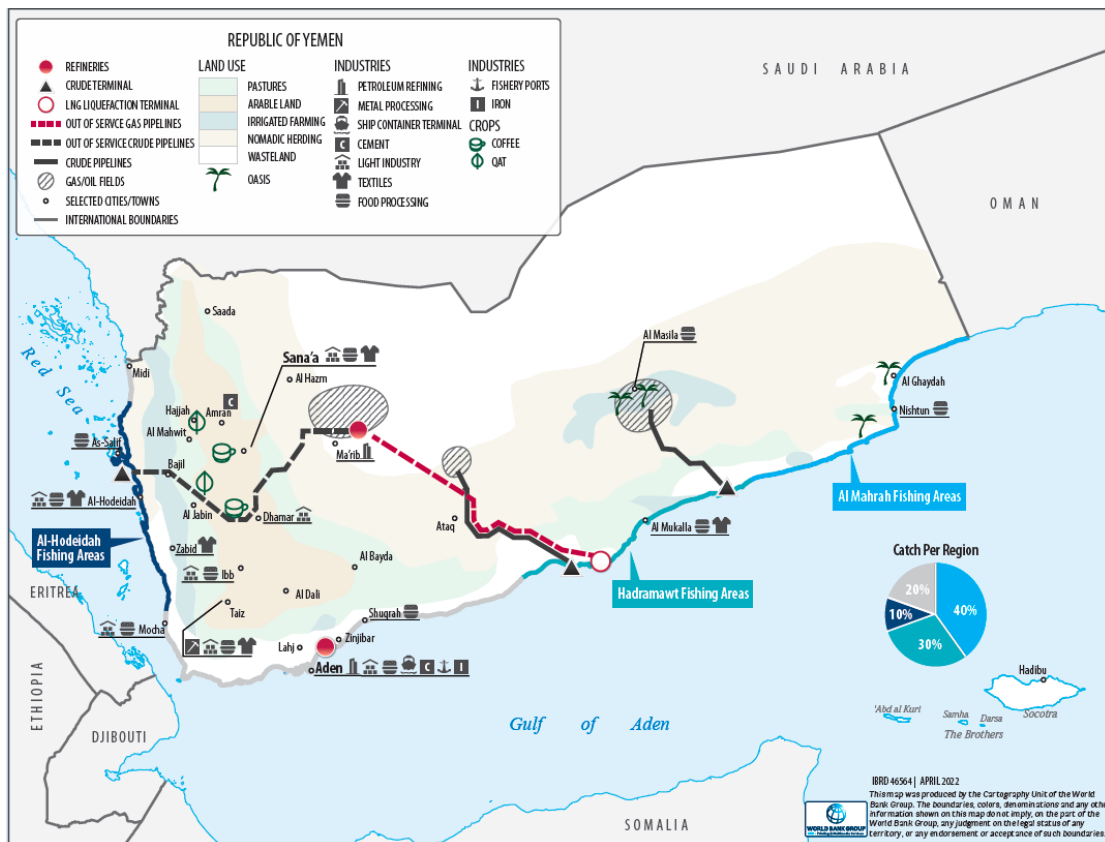 REPUBLIC OF YEMEN
REFINERIES
CRUDE TERMINAL
LNG LIQUEFACTION TERMINAL
OUT OF SERVCE GAS PIPELINES
OUT OF SERVICE CRUDE PIPELINES
CRUDE PIPELINES
GAS/OIL FIELDS
SELECTED CITIES/TOWNS
INTERNATIONAL BOUNDARIES
LAND USE
PASTURES
ARABLE LAND
IRRIGATED FARMING
NOMADIC HERDING
WASTELAND
OASIS
INDUSTRIES
PETROLEUM REFINING
METAL PROCESSING
SHIP CONTAINER TERMINAL
C
CEMENT
LIGHT INDUSTRY
TEXTILES
FOOD PROCESSING
INDUSTRIES
FISHERY PORTS
I
IRON
CROPS
COFFEE
QAT
SAUDI ARABIA
OMAN
Red Sea
Saada
Midi
Sana'a
Al Hazm
Hajjah
Amran
C
Al Mahwit
As-Salif
Bajil
Ma'rib
Al-Hodeidah
Al Jabin
Dhamar
Ataq
Al Masila
Al Ghaydah
Nishtun
Al Mahrah Fishing Areas
Al Mukalla
Al-Hodeidah
Fishing Areas
Zabid
Ibb
Al Bayda
Hadramawt Fishing Areas
Al Dali
Taiz
Shuqrah
Mocha
Lahj
Zinjibar
Aden
C
I
ERITREA
ETHIOPIA
DJIBOUTI
SOMALIA
Gulf of Aden
Catch Per Region
20%
40%
10%
30%
Hadibu
'Abd al Kuri
Samha
Darsa
Socotra
The Brothers
IBRD 46564 | APRIL 2022
This map was produced by the Cartography Unit of the World
Bank Group. The boundaries, colors, denominations and any othe
information shown on this map do not imply, on the part of the
World Bank Group, any judgment on the legal status of any
territory, or any endorsement or acceptance of such boundaries.
WORLD BANK GROUP